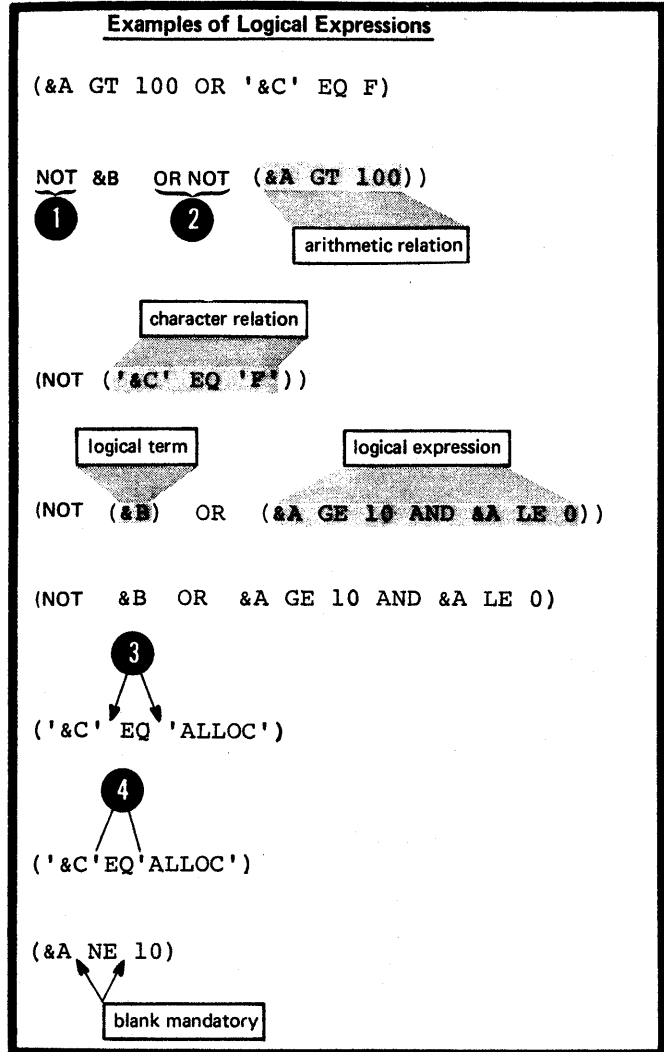 Examples of Logical Expressions
(&A GT 100 OR '&C' EQ F)
NOT &B OR NOT (&A GT 100))
1 2
arithmetic relation
character relation
(NOT ('&C' EQ 'F'))
logical term logical expression
(NOT (&B) OR (&A GE 10 AND &A LE 0))
(NOT &B OR &A GE 10 AND &A LE 0)
3
('&C' EQ 'ALLOC')
4
('&C'EQ'ALLOC')
(&A NE 10)
blank mandatory